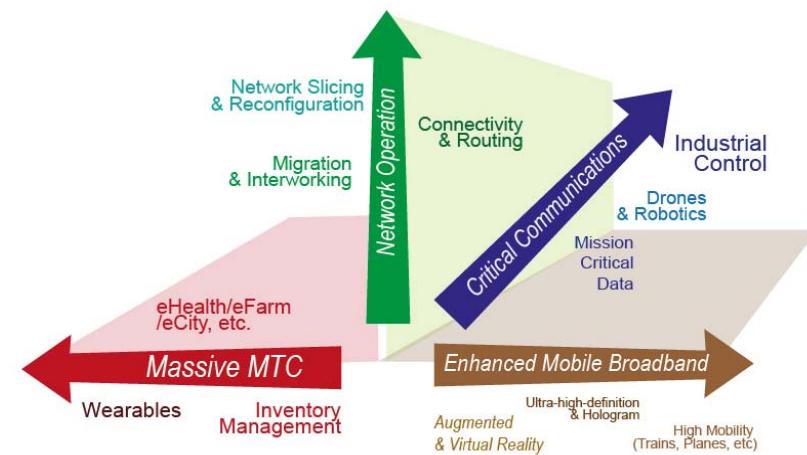 Network Slicing
& Reconfiguration
Migration
& Interworking
Network Operation
Connectivity
& Routing
Critical Communications
Industrial
Control
Drones
& Robotics
Mission
Critical
Data
eHealth/eFarm
/eCity, etc.
Massive MTC
Wearables
Inventory
Management
Enhanced Mobile Broadband
Ultra-high-definition
& Hologram
Augmented
& Virtual Reality
High Mobility
(Trains, Planes, etc)